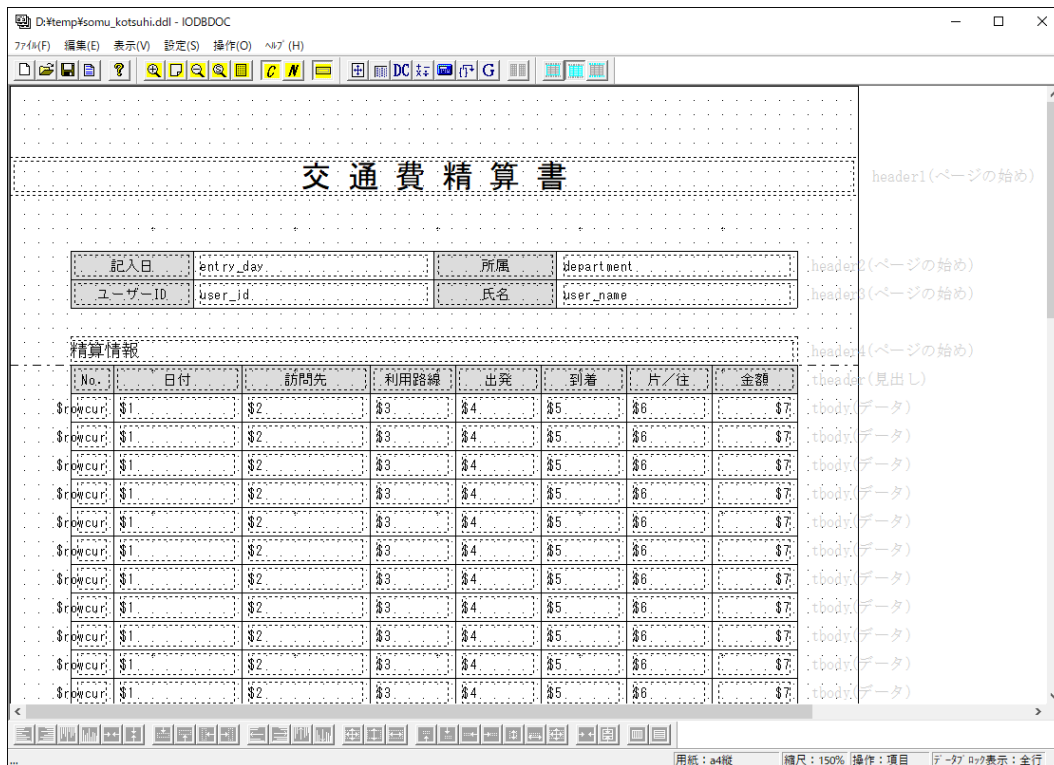 D:¥temp¥somu_kotsuhi.ddl - IODBDOC
ﾌｧｲﾙ(F) 編集(E) 表示(V) 設定(S) 操作(O) ﾍﾙﾌﾟ(H)
交通費精算書 header1(ページの始め)
記入日 entry_day 所属 department header2(ページの始め)
ユーザーID user_id 氏名 user_name header3(ページの始め)
精算情報 header4(ページの始め)
No. 日付 訪問先 利用路線 出発 到着 片／往 金額 theader(見出し)
$rowcur $1 $2 $3 $4 $5 $6 $7 tbody(データ)
$rowcur $1 $2 $3 $4 $5 $6 $7 tbody(データ)
$rowcur $1 $2 $3 $4 $5 $6 $7 tbody(データ)
$rowcur $1 $2 $3 $4 $5 $6 $7 tbody(データ)
$rowcur $1 $2 $3 $4 $5 $6 $7 tbody(データ)
$rowcur $1 $2 $3 $4 $5 $6 $7 tbody(データ)
$rowcur $1 $2 $3 $4 $5 $6 $7 tbody(データ)
$rowcur $1 $2 $3 $4 $5 $6 $7 tbody(データ)
$rowcur $1 $2 $3 $4 $5 $6 $7 tbody(データ)
$rowcur $1 $2 $3 $4 $5 $6 $7 tbody(データ)
$rowcur $1 $2 $3 $4 $5 $6 $7 tbody(データ)
... 用紙：a4縦 縮尺：150% 操作：項目 ﾃﾞｰﾀﾌﾞﾛｯｸ表示：全行